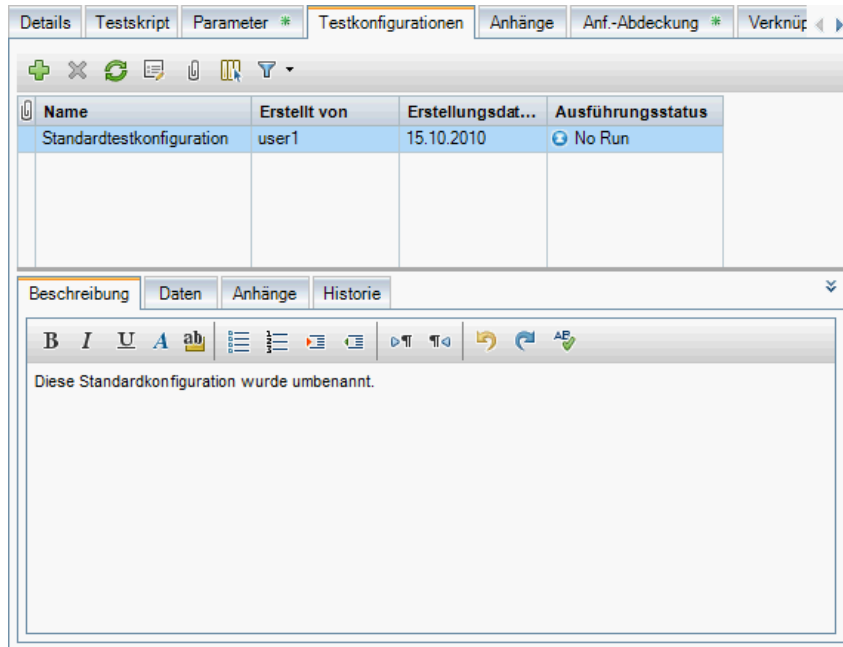 Details Testskript Parameter * Testkonfigurationen Anhänge Anf.-Abdeckung * Verknüp
Name Erstellt von Erstellungsdat... Ausführungsstatus
Standardtestkonfiguration user1 15.10.2010 No Run
Beschreibung Daten Anhänge Historie
B I U A ab
Diese Standardkonfiguration wurde umbenannt.